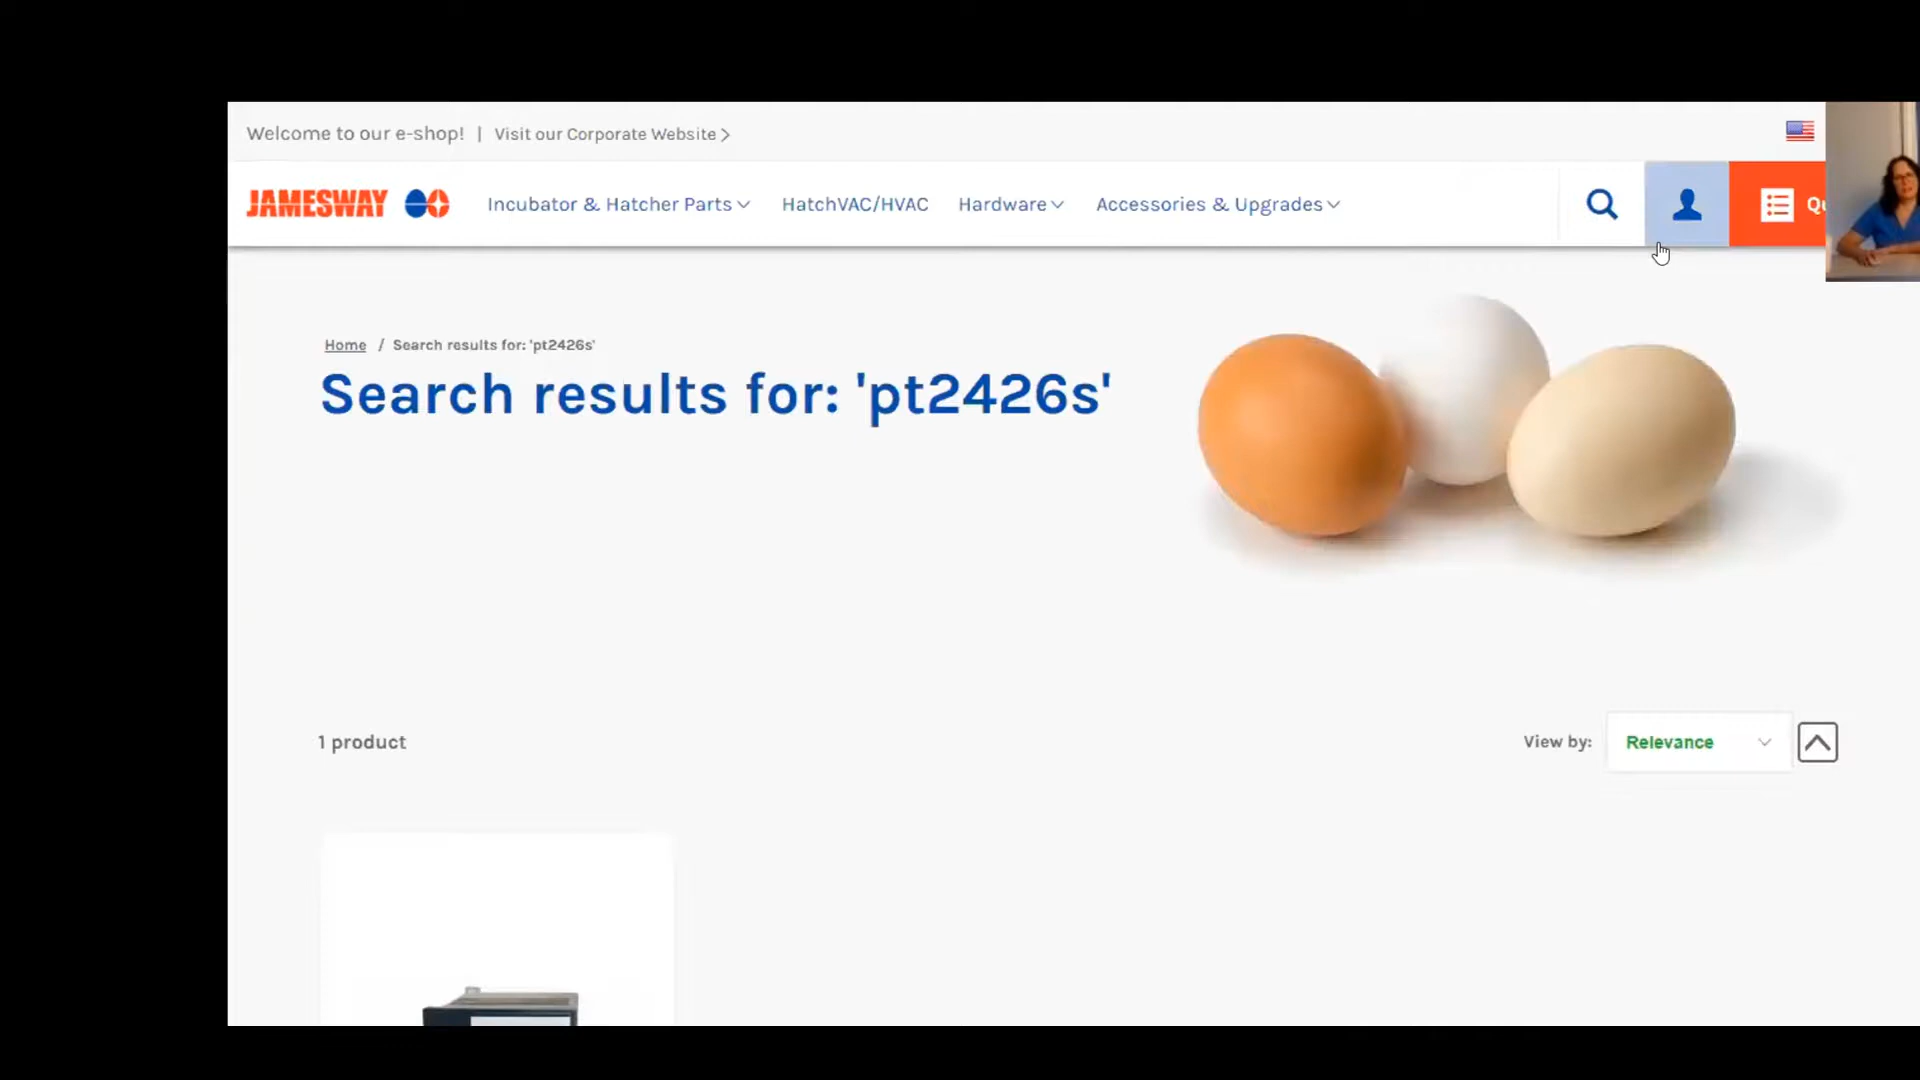 Welcome to our e-shop! | Visit our Corporate Website >
JAMESWAY Incubator & Hatcher Parts HatchVAC/HVAC Hardware Accessories & Upgrades
Home / Search results for: 'pt2426s'
Search results for: 'pt2426s'
1 product View by: Relevance